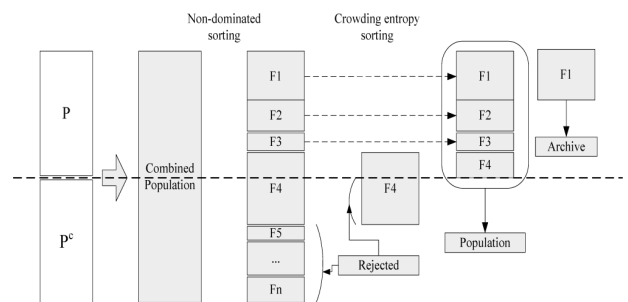 Non-dominated
sorting
Crowding entropy
sorting
P
P^c
Combined
Population
F1
F2
F3
F4
F5
...
Fn
F4
Rejected
F1
F2
F3
F4
Population
F1
Archive